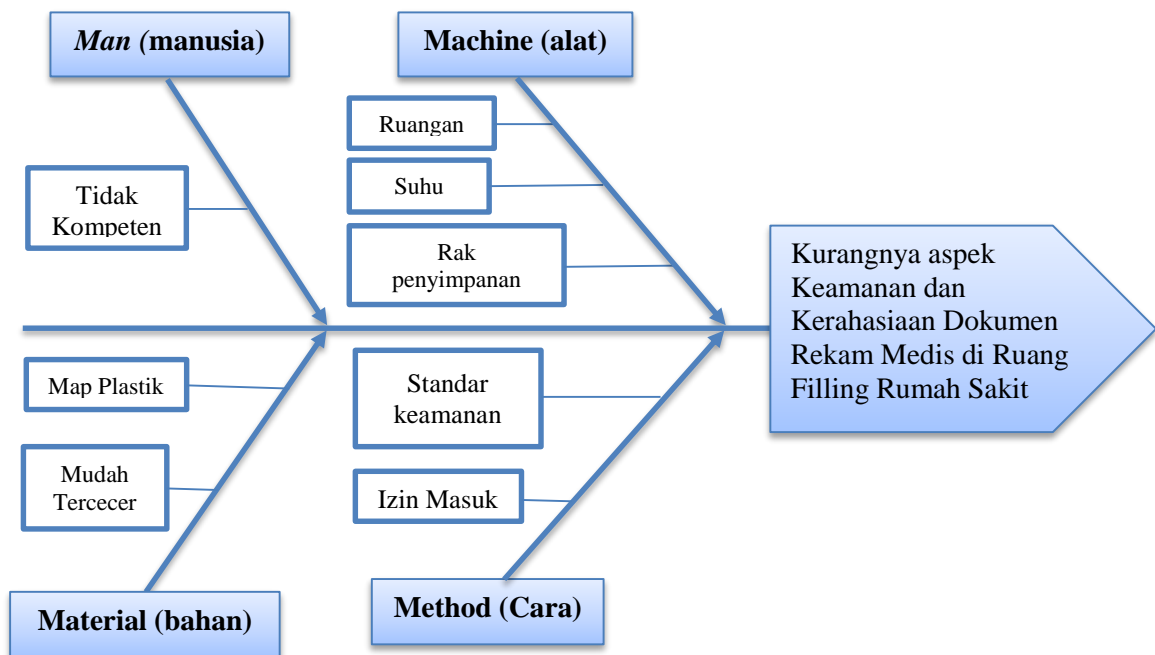 Man (manusia)
Machine (alat)
Ruangan
Suhu
Rak
penyimpanan
Tidak
Kompeten
Kurangnya aspek
Keamanan dan
Kerahasiaan Dokumen
Rekam Medis di Ruang
Filling Rumah Sakit
Map Plastik
Mudah
Tercecer
Standar
keamanan
Izin Masuk
Material (bahan)
Method (Cara)